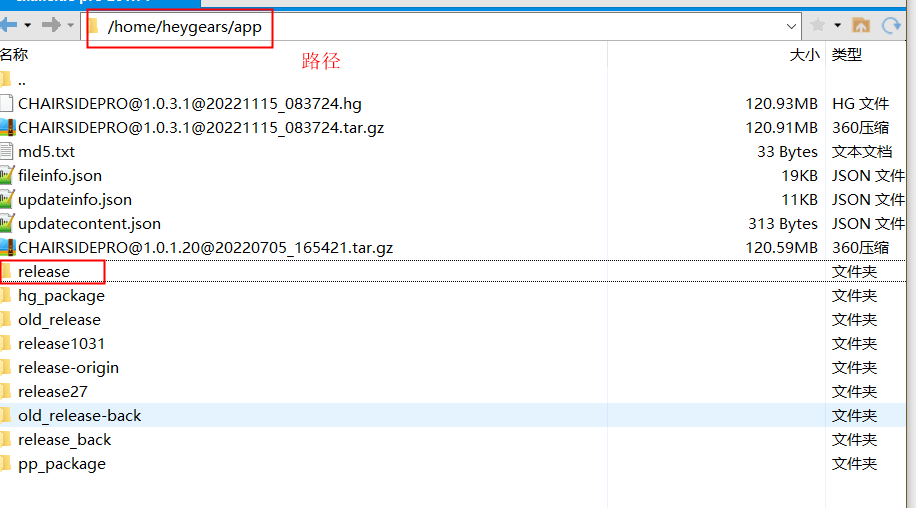 /home/heygears/app
路径
名称 大小 类型
..
CHAIRSIDEPRO@1.0.3.1@20221115_083724.hg 120.93MB HG 文件
CHAIRSIDEPRO@1.0.3.1@20221115_083724.tar.gz 120.91MB 360压缩
md5.txt 33 Bytes 文本文档
fileinfo.json 19KB JSON 文件
updateinfo.json 11KB JSON 文件
updatecontent.json 313 Bytes JSON 文件
CHAIRSIDEPRO@1.0.1.20@20220705_165421.tar.gz 120.59MB 360压缩
release 文件夹
hg_package 文件夹
old_release 文件夹
release1031 文件夹
release-origin 文件夹
release27 文件夹
old_release-back 文件夹
release_back 文件夹
pp_package 文件夹